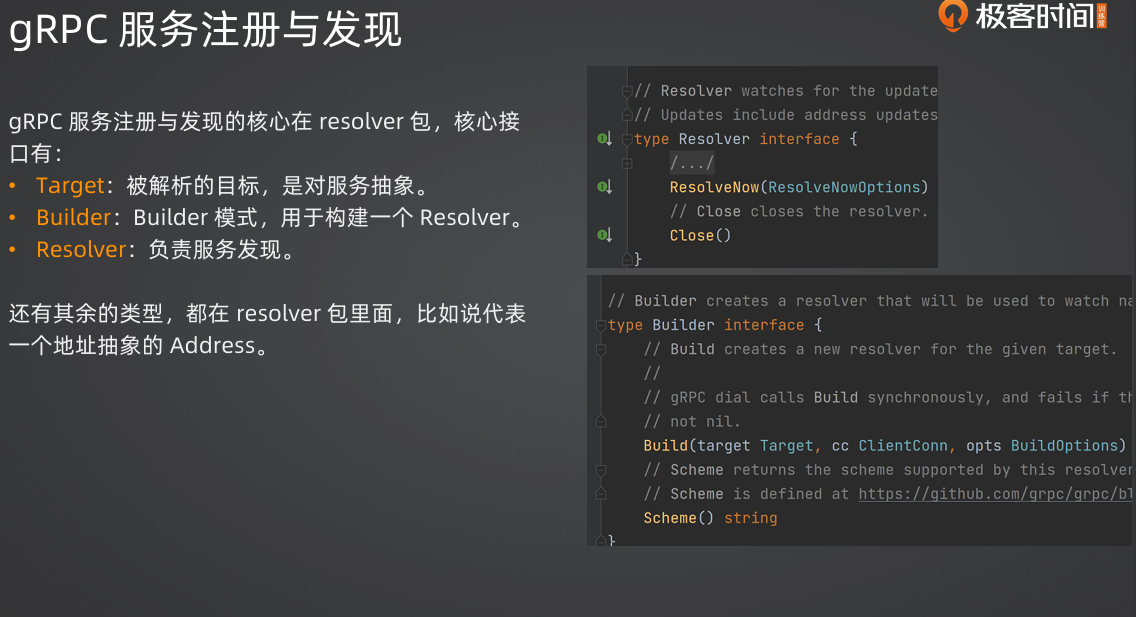 gRPC 服务注册与发现
极客时间
训练营
gRPC 服务注册与发现的核心在 resolver 包，核心接
口有：
• Target：被解析的目标，是对服务抽象。
• Builder：Builder 模式，用于构建一个 Resolver。
• Resolver：负责服务发现。
还有其余的类型，都在 resolver 包里面，比如说代表
一个地址抽象的 Address。
// Resolver watches for the update
// Updates include address updates
type Resolver interface {
/.../
ResolveNow(ResolveNowOptions)
// Close closes the resolver.
Close()
}
// Builder creates a resolver that will be used to watch na
type Builder interface {
// Build creates a new resolver for the given target.
//
// gRPC dial calls Build synchronously, and fails if th
// not nil.
Build(target Target, cc ClientConn, opts BuildOptions)
// Scheme returns the scheme supported by this resolver
// Scheme is defined at https://github.com/grpc/grpc/bl
Scheme() string
}